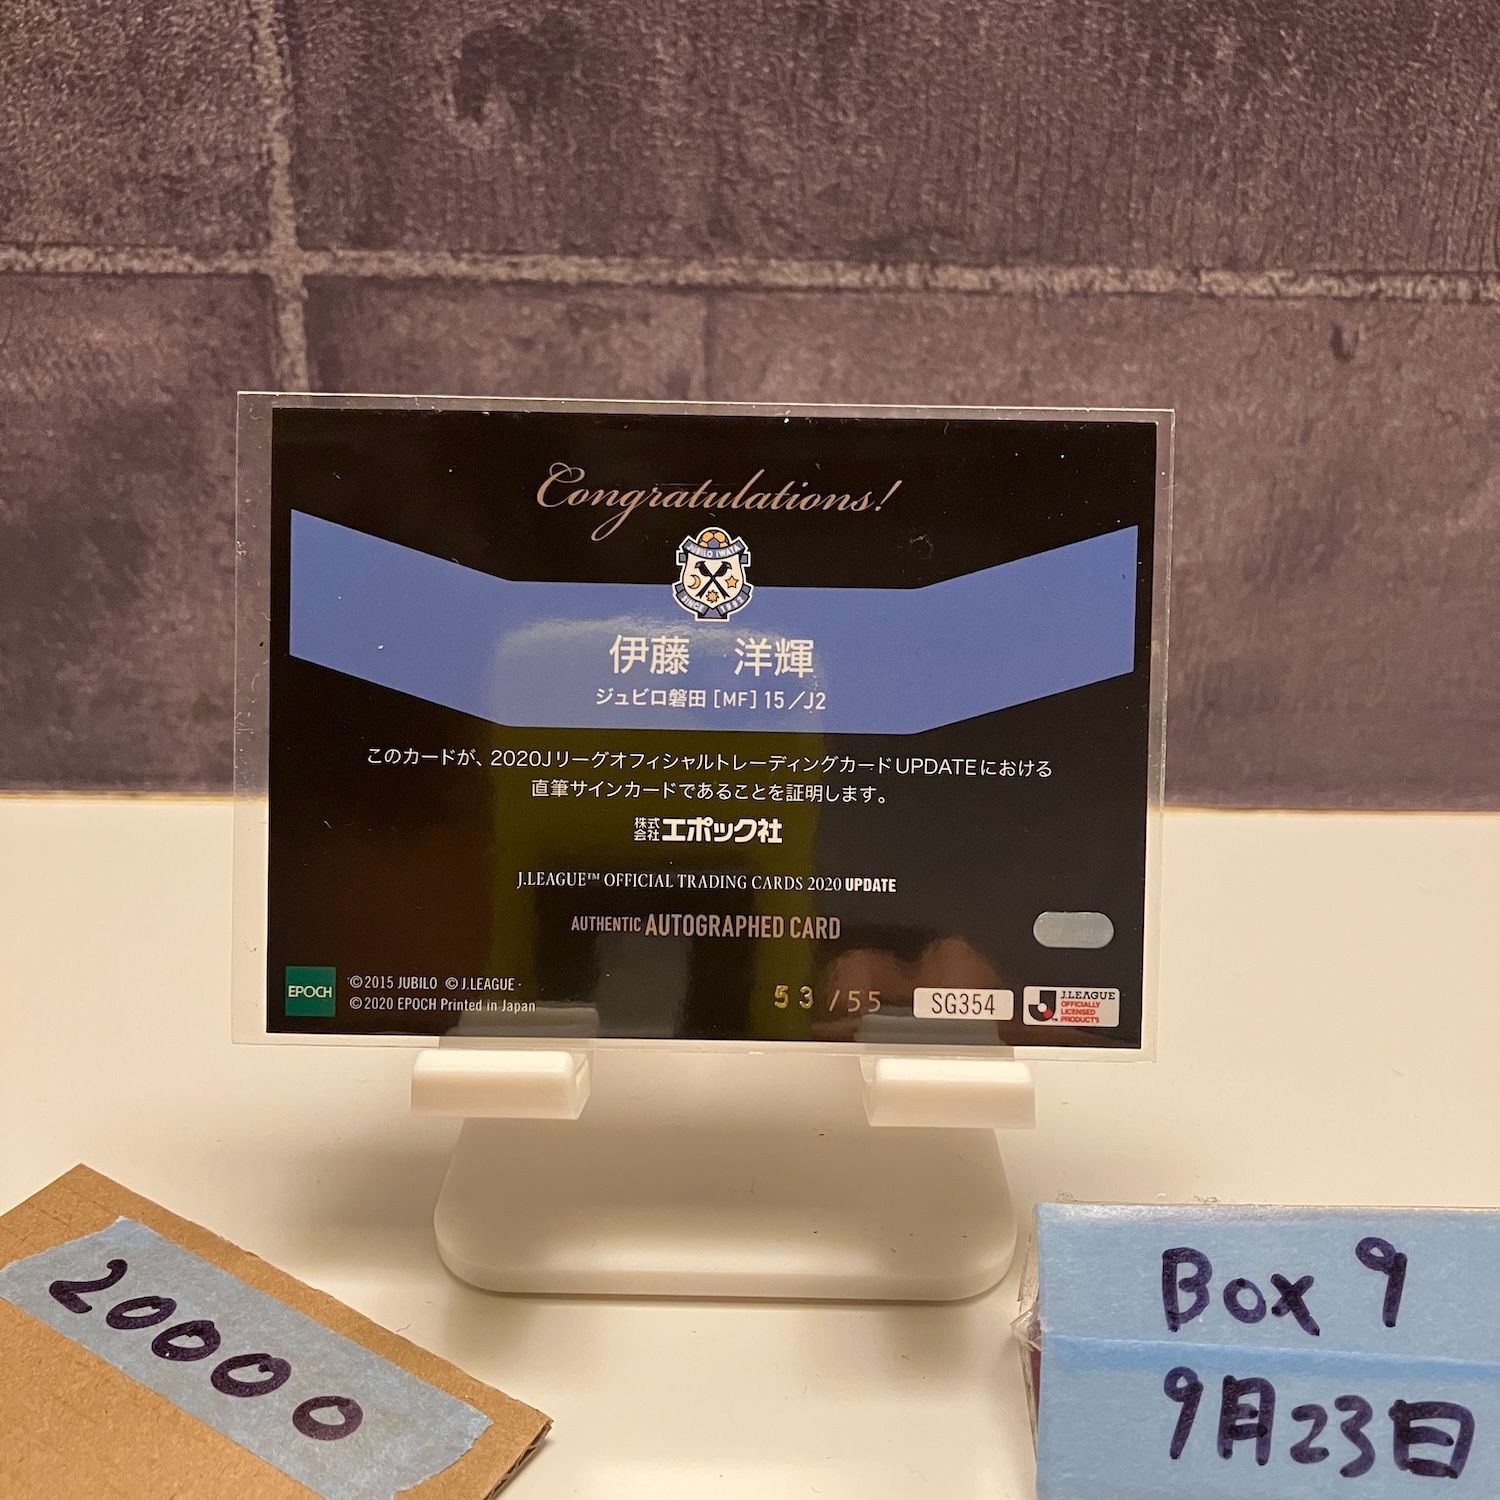 Congratulations!
JUBILO IWATA
SINCE 1992
伊藤 洋輝
ジュビロ磐田 [MF] 15／J2
このカードが、2020JリーグオフィシャルトレーディングカードUPDATEにおける
直筆サインカードであることを証明します。
株式会社エポック社
J.LEAGUE™ OFFICIAL TRADING CARDS 2020 UPDATE
AUTHENTIC AUTOGRAPHED CARD
EPOCH
©2015 JUBILO ©J.LEAGUE
©2020 EPOCH Printed in Japan
53/55
SG354
J.LEAGUE
OFFICIALLY
LICENSED
PRODUCTS
20000
Box 9
9月23日